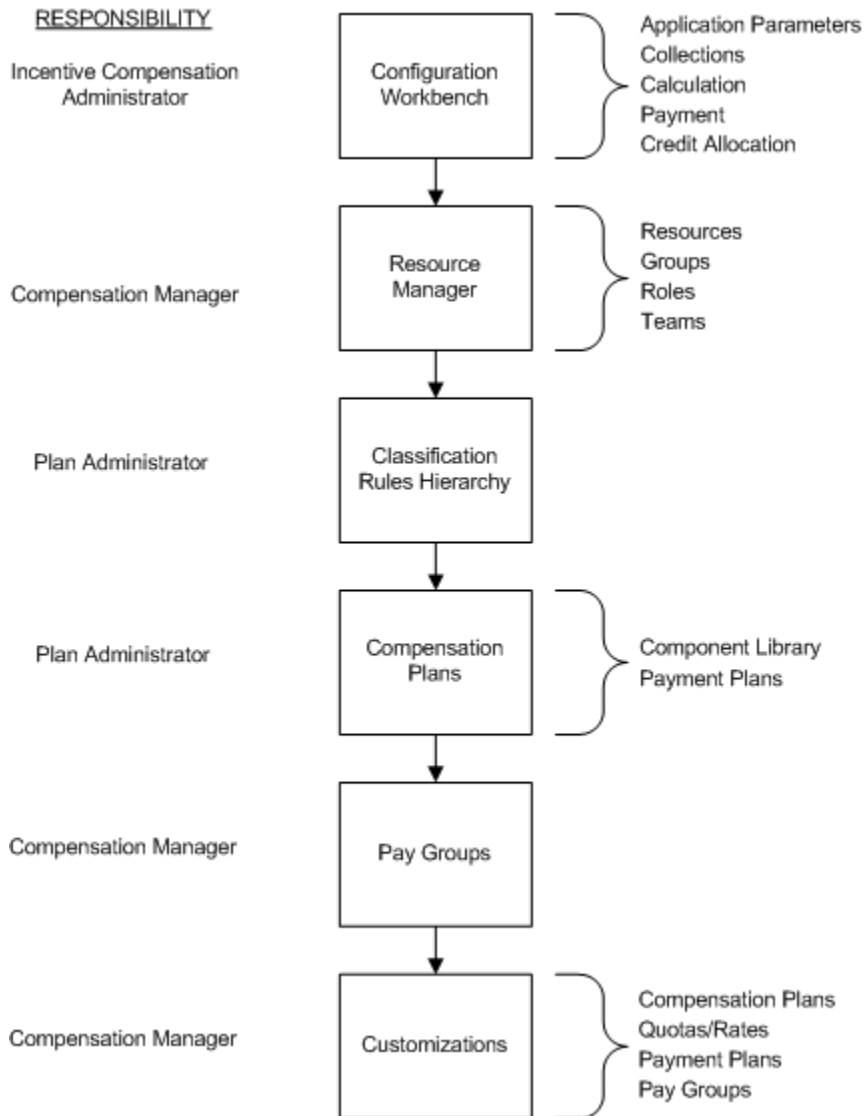 RESPONSIBILITY
Incentive Compensation
Administrator
Configuration
Workbench
Application Parameters
Collections
Calculation
Payment
Credit Allocation
Compensation Manager
Resource
Manager
Resources
Groups
Roles
Teams
Plan Administrator
Classification
Rules Hierarchy
Plan Administrator
Compensation
Plans
Component Library
Payment Plans
Compensation Manager
Pay Groups
Compensation Manager
Customizations
Compensation Plans
Quotas/Rates
Payment Plans
Pay Groups